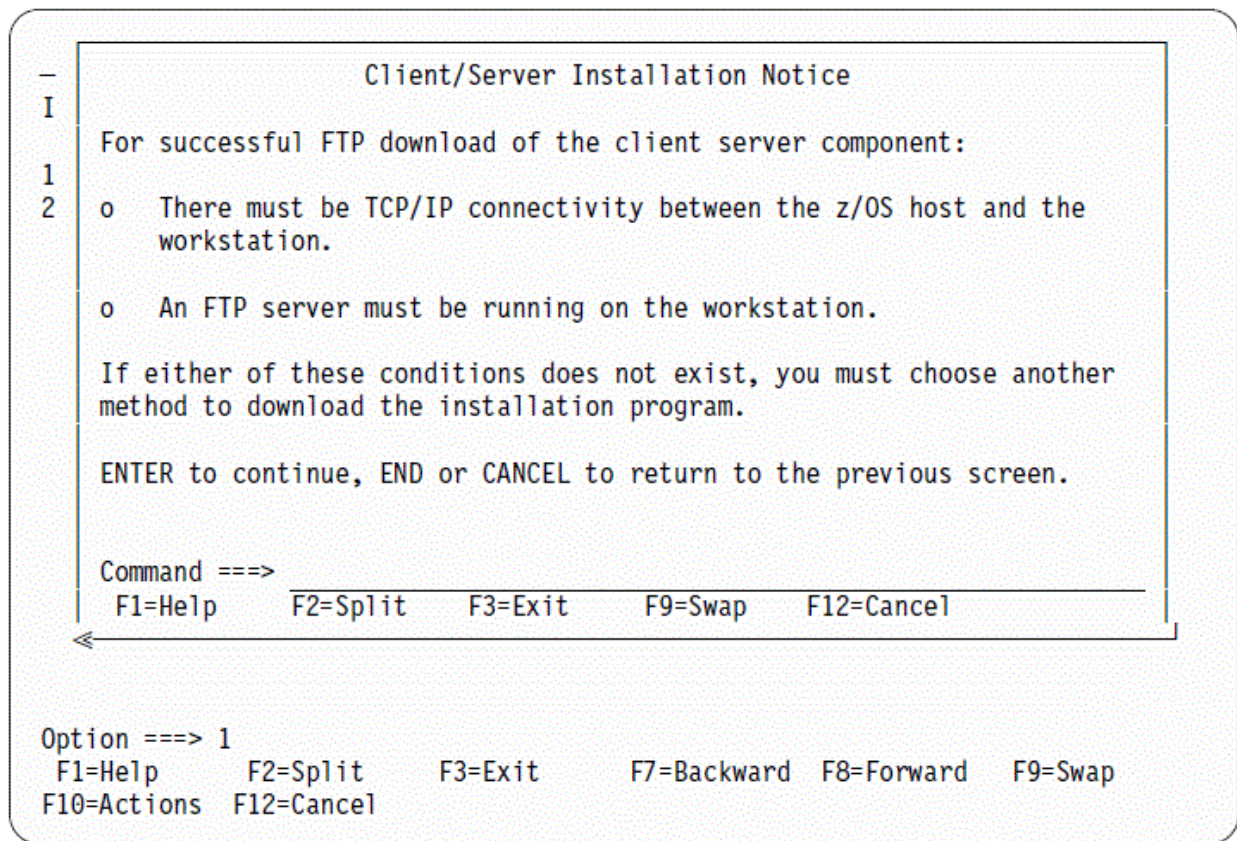 Client/Server Installation Notice
I
For successful FTP download of the client server component:
1
2 o There must be TCP/IP connectivity between the z/OS host and the
workstation.
o An FTP server must be running on the workstation.
If either of these conditions does not exist, you must choose another
method to download the installation program.
ENTER to continue, END or CANCEL to return to the previous screen.
Command ===>
F1=Help F2=Split F3=Exit F9=Swap F12=Cancel
Option ===> 1
F1=Help F2=Split F3=Exit F7=Backward F8=Forward F9=Swap
F10=Actions F12=Cancel